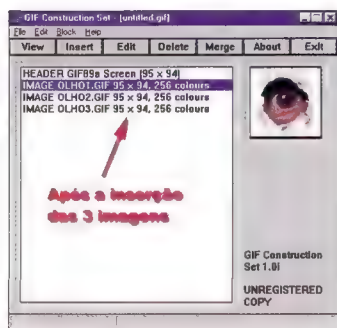 GIF Construction Set - [untitled.gif]
File Edit Block Help
View Insert Edit Delete Merge About Exit
HEADER GIF89a Screen (95 x 94)
IMAGE OLHO1.GIF 95 x 94, 256 colours
IMAGE OLHO2.GIF 95 x 94, 256 colours
IMAGE OLHO3.GIF 95 x 94, 256 colours
Após a inserção
das 3 imagens
GIF Construction
Set 1.0i
UNREGISTERED
COPY